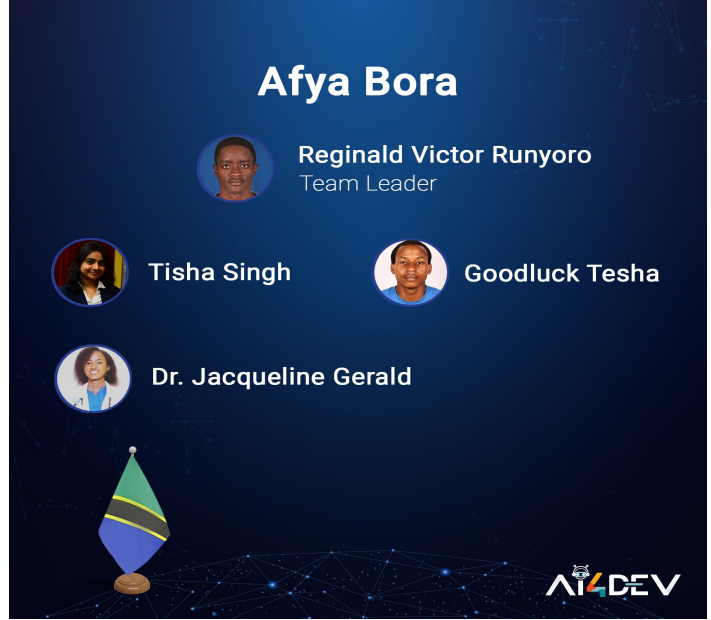 Afya Bora
Reginald Victor Runyoro
Team Leader
Tisha Singh
Goodluck Tesha
Dr. Jacqueline Gerald
AI4DEV